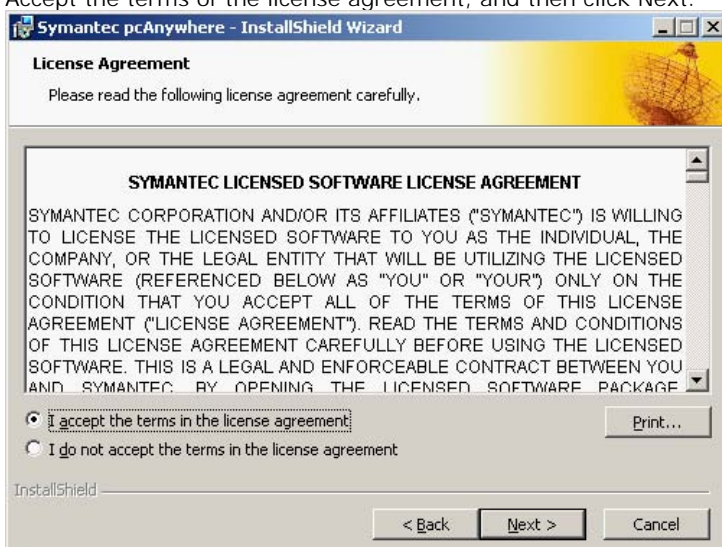 Accept the terms of the license agreement, and then click Next.
Symantec pcAnywhere - InstallShield Wizard
License Agreement
Please read the following license agreement carefully.
SYMANTEC LICENSED SOFTWARE LICENSE AGREEMENT
SYMANTEC CORPORATION AND/OR ITS AFFILIATES ("SYMANTEC") IS WILLING
TO LICENSE THE LICENSED SOFTWARE TO YOU AS THE INDIVIDUAL, THE
COMPANY, OR THE LEGAL ENTITY THAT WILL BE UTILIZING THE LICENSED
SOFTWARE (REFERENCED BELOW AS "YOU" OR "YOUR") ONLY ON THE
CONDITION THAT YOU ACCEPT ALL OF THE TERMS OF THIS LICENSE
AGREEMENT ("LICENSE AGREEMENT"). READ THE TERMS AND CONDITIONS
OF THIS LICENSE AGREEMENT CAREFULLY BEFORE USING THE LICENSED
SOFTWARE. THIS IS A LEGAL AND ENFORCEABLE CONTRACT BETWEEN YOU
AND SYMANTEC. BY OPENING THE LICENSED SOFTWARE PACKAGE,
I accept the terms in the license agreement
Print...
I do not accept the terms in the license agreement
InstallShield
< Back
Next >
Cancel